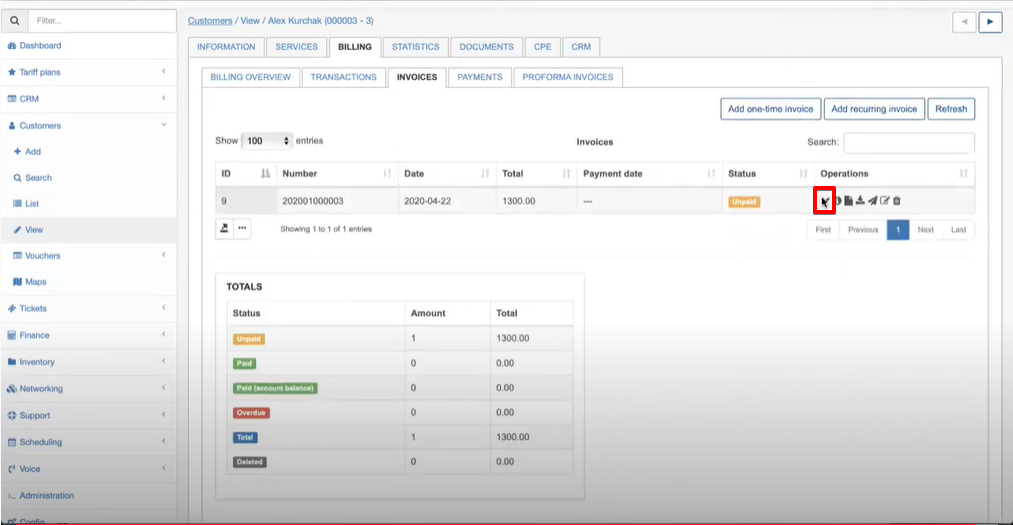 Filter...
Dashboard
Tariff plans
CRM
Customers
Add
Search
List
View
Vouchers
Maps
Tickets
Finance
Inventory
Networking
Support
Scheduling
Voice
Administration
Config
Customers / View / Alex Kurchak (000003 - 3)
INFORMATION SERVICES BILLING STATISTICS DOCUMENTS CPE CRM
BILLING OVERVIEW TRANSACTIONS INVOICES PAYMENTS PROFORMA INVOICES
Add one-time invoice Add recurring invoice Refresh
Show 100 entries Invoices Search:
ID Number Date Total Payment date Status Operations
9 202001000003 2020-04-22 1300.00 --- Unpaid
Showing 1 to 1 of 1 entries First Previous 1 Next Last
TOTALS
Status Amount Total
Unpaid 1 1300.00
Paid 0 0.00
Paid (account balance) 0 0.00
Overdue 0 0.00
Total 1 1300.00
Deleted 0 0.00